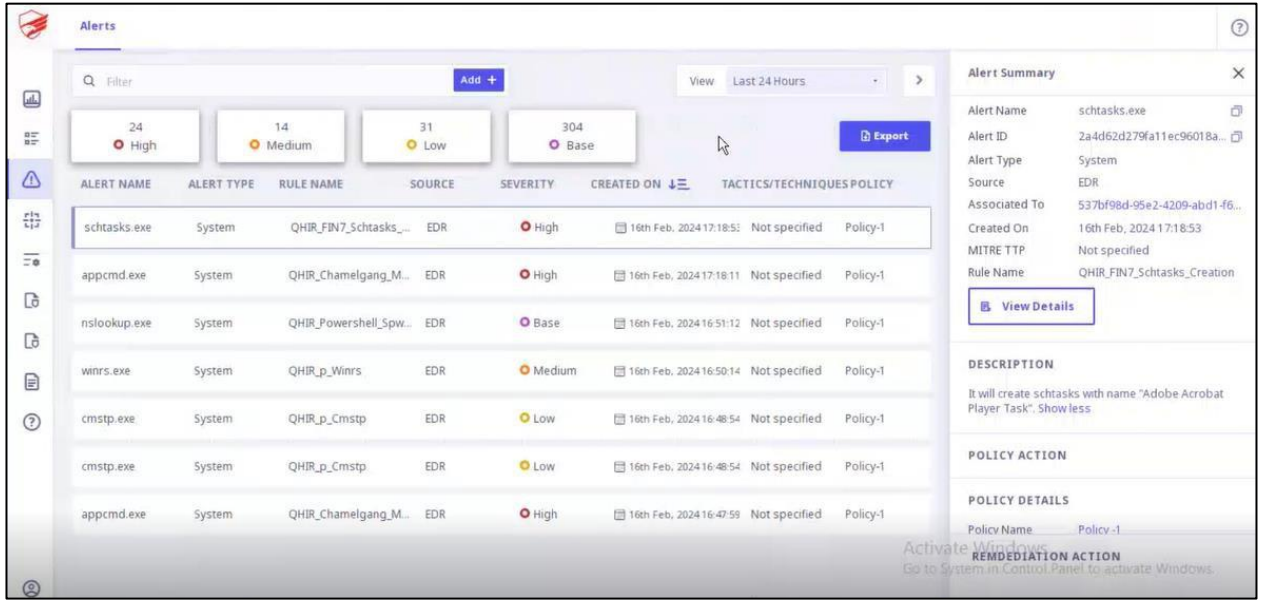 Alerts
Filter
Add +
View Last 24 Hours
24
High
14
Medium
31
Low
304
Base
Export
ALERT NAME ALERT TYPE RULE NAME SOURCE SEVERITY CREATED ON TACTICS/TECHNIQUES POLICY
schtasks.exe System QHIR_FIN7_Schtasks_... EDR High 16th Feb, 2024 17:18:53 Not specified Policy-1
appcmd.exe System QHIR_Chamelgang_M... EDR High 16th Feb, 2024 17:18:11 Not specified Policy-1
nslookup.exe System QHIR_Powershell_Spw... EDR Base 16th Feb, 2024 16:51:12 Not specified Policy-1
winrs.exe System QHIR_p_Winrs EDR Medium 16th Feb, 2024 16:50:14 Not specified Policy-1
cmstp.exe System QHIR_p_Cmstp EDR Low 16th Feb, 2024 16:48:54 Not specified Policy-1
cmstp.exe System QHIR_p_Cmstp EDR Low 16th Feb, 2024 16:48:54 Not specified Policy-1
appcmd.exe System QHIR_Chamelgang_M... EDR High 16th Feb, 2024 16:47:59 Not specified Policy-1
Alert Summary
Alert Name schtasks.exe
Alert ID 2a4d62d279fa11ec96018a...
Alert Type System
Source EDR
Associated To 537bf98d-95e2-4209-abd1-f6...
Created On 16th Feb, 2024 17:18:53
MITRE TTP Not specified
Rule Name QHIR_FIN7_Schtasks_Creation
View Details
DESCRIPTION
It will create schtasks with name "Adobe Acrobat
Player Task". Show less
POLICY ACTION
POLICY DETAILS
Policy Name Policy -1
REMDEDIATION ACTION
Activate Windows
Go to System in Control Panel to activate Windows.